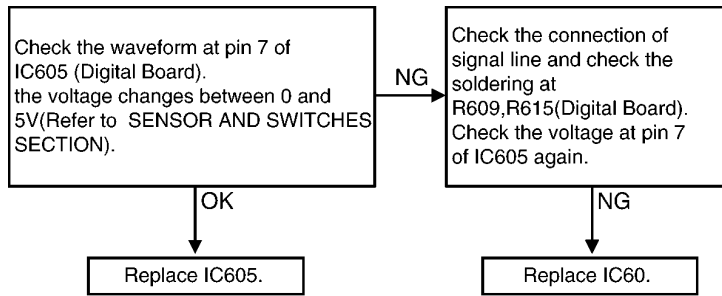 Check the waveform at pin 7 of
IC605 (Digital Board).
the voltage changes between 0 and
5V(Refer to SENSOR AND SWITCHES
SECTION).
NG
Check the connection of
signal line and check the
soldering at
R609,R615(Digital Board).
Check the voltage at pin 7
of IC605 again.
OK
NG
Replace IC605.
Replace IC60.